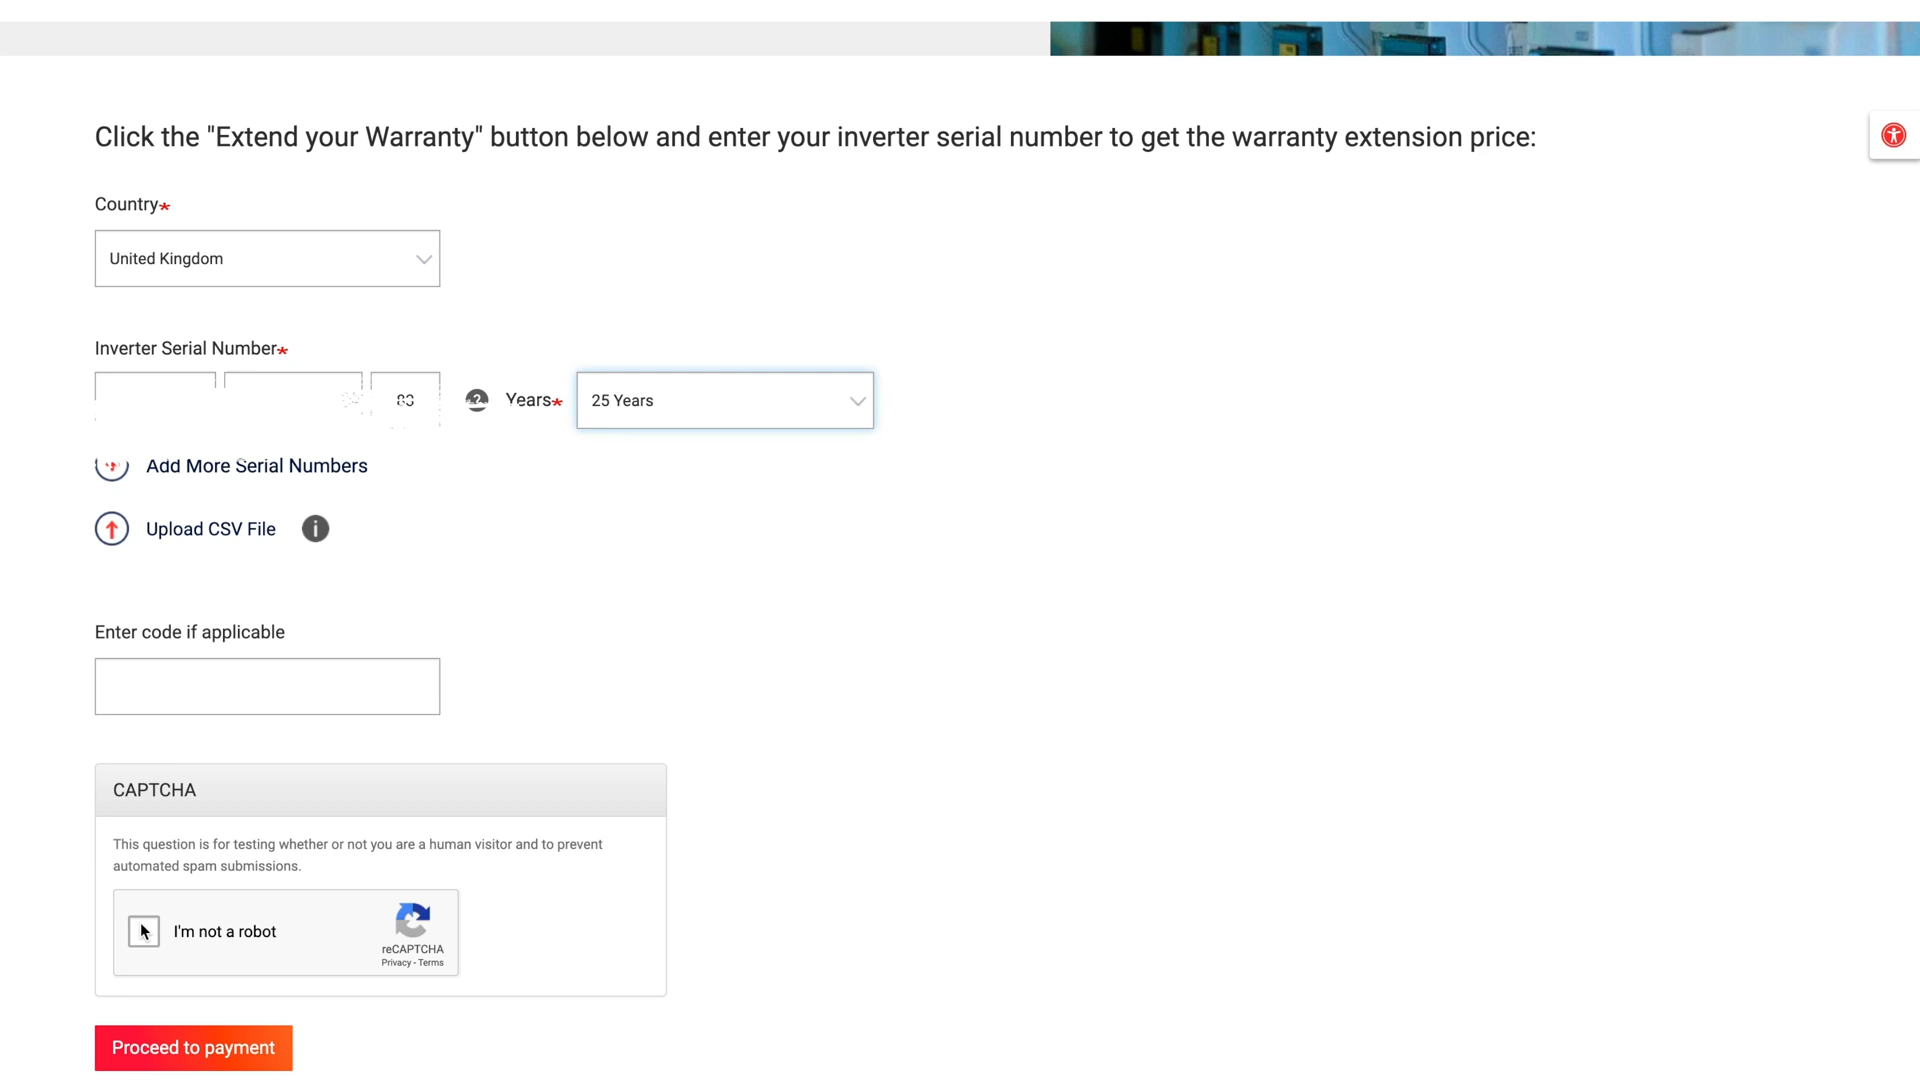 Click the "Extend your Warranty" button below and enter your inverter serial number to get the warranty extension price:
Country*
United Kingdom
Inverter Serial Number*
Years*
25 Years
Add More Serial Numbers
Upload CSV File
Enter code if applicable
CAPTCHA
This question is for testing whether or not you are a human visitor and to prevent
automated spam submissions.
I'm not a robot
reCAPTCHA
Privacy - Terms
Proceed to payment